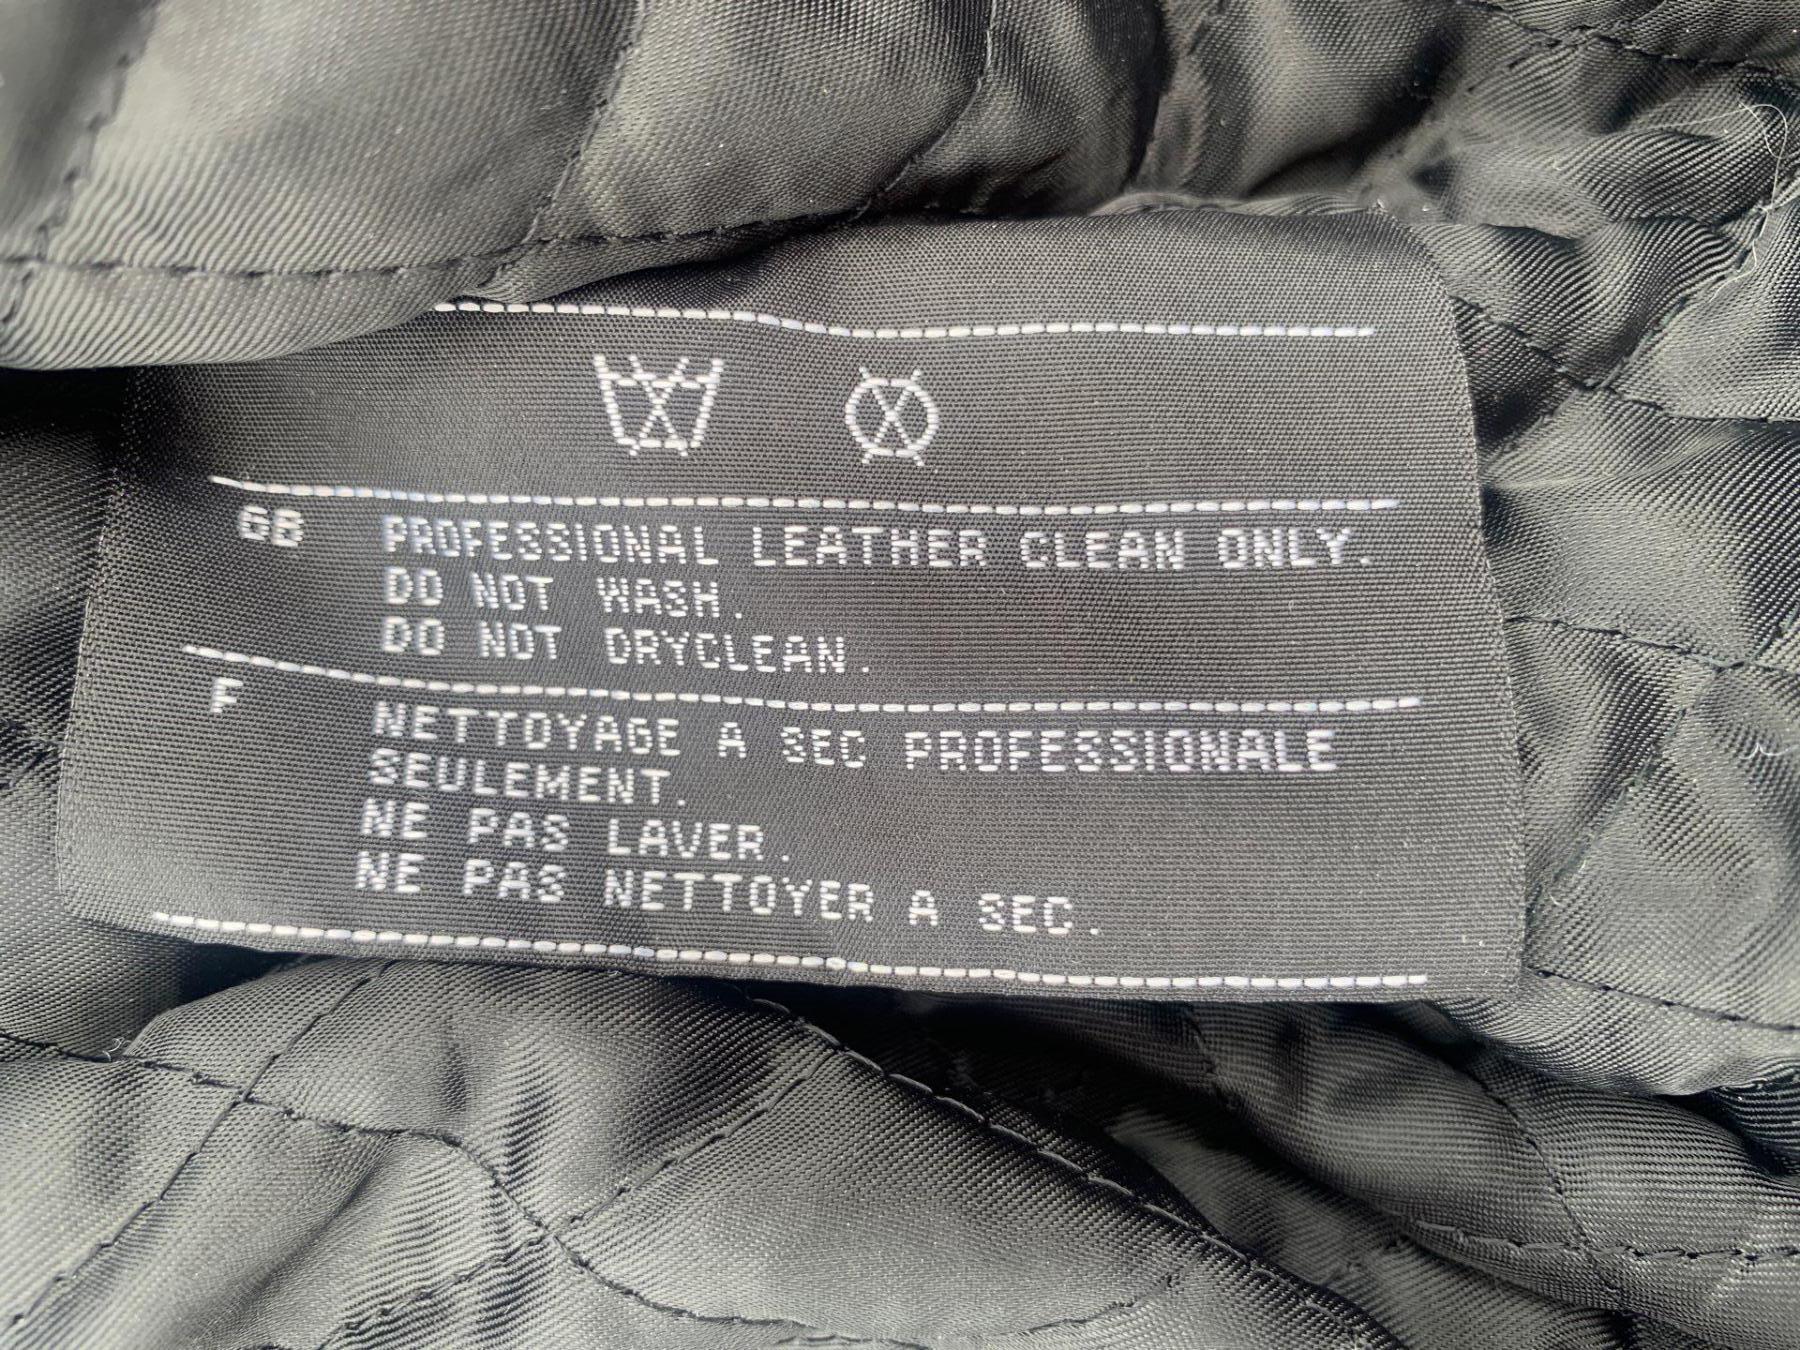 GB PROFESSIONAL LEATHER CLEAN ONLY.
DO NOT WASH.
DO NOT DRYCLEAN.
F NETTOYAGE A SEC PROFESSIONALE
SEULEMENT.
NE PAS LAVER.
NE PAS NETTOYER A SEC.